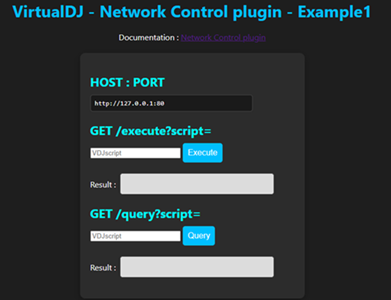 VirtualDJ - Network Control plugin - Example1
Documentation : Network Control plugin
HOST : PORT
http://127.0.0.1:80
GET /execute?script=
VDJscript Execute
Result :
GET /query?script=
VDJscript Query
Result :